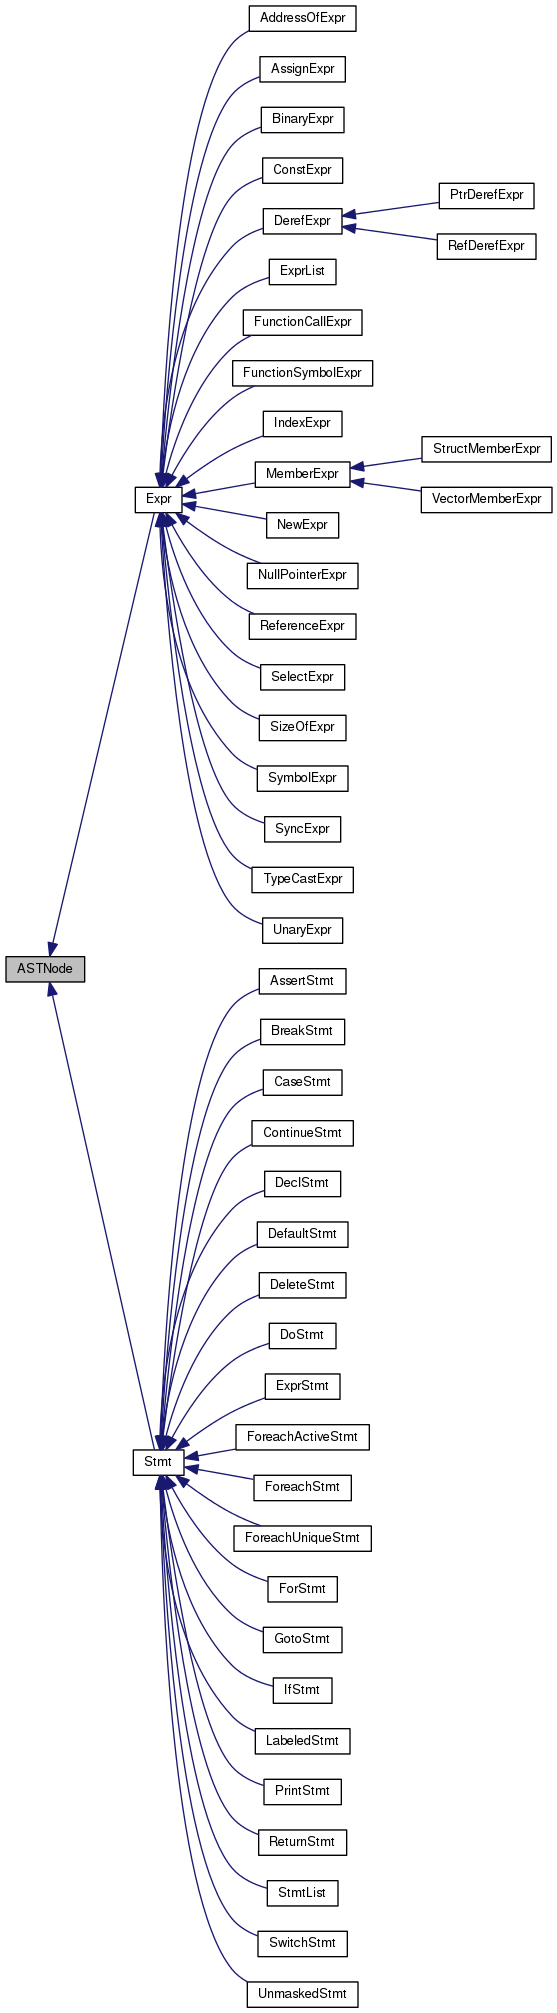 AddressOfExpr
AssignExpr
BinaryExpr
ConstExpr
DerefExpr
PtrDerefExpr
RefDerefExpr
ExprList
FunctionCallExpr
FunctionSymbolExpr
IndexExpr
MemberExpr
StructMemberExpr
VectorMemberExpr
Expr
NewExpr
NullPointerExpr
ReferenceExpr
SelectExpr
SizeOfExpr
SymbolExpr
SyncExpr
TypeCastExpr
UnaryExpr
ASTNode
AssertStmt
BreakStmt
CaseStmt
ContinueStmt
DeclStmt
DefaultStmt
DeleteStmt
DoStmt
ExprStmt
ForeachActiveStmt
Stmt
ForeachStmt
ForeachUniqueStmt
ForStmt
GotoStmt
IfStmt
LabeledStmt
PrintStmt
ReturnStmt
StmtList
SwitchStmt
UnmaskedStmt